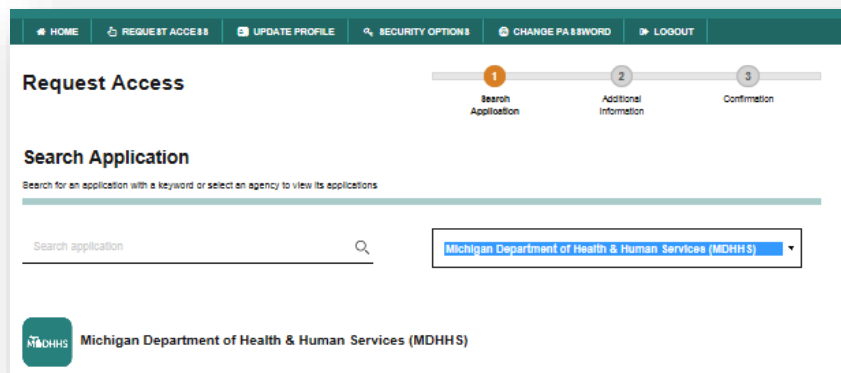 HOME REQUEST ACCESS UPDATE PROFILE SECURITY OPTIONS CHANGE PASSWORD LOGOUT
Request Access
1 2 3
Search Application
Additional Information
Confirmation
Search Application
Search for an application with a keyword or select an agency to view its applications
Search application
Michigan Department of Health & Human Services (MDHHS)
MDHHS
Michigan Department of Health & Human Services (MDHHS)